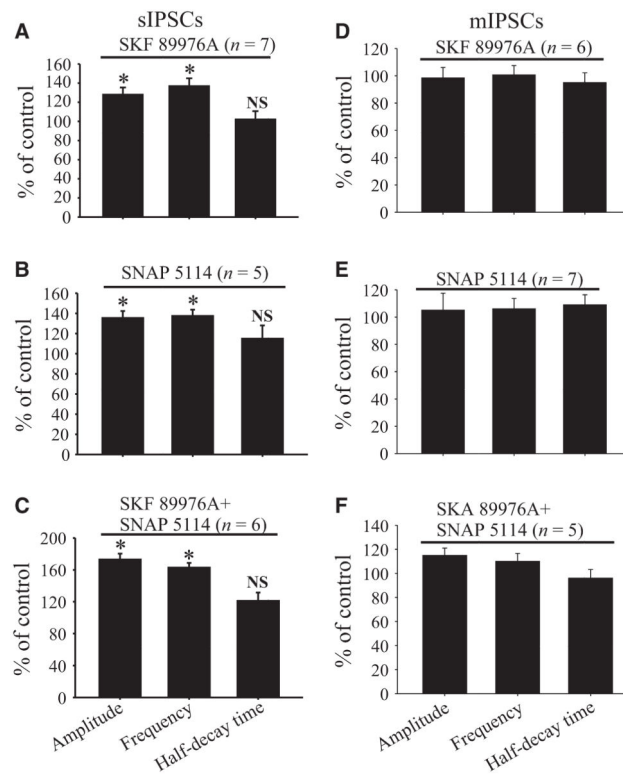 sIPSCs
A
SKF 89976A (n = 7)
% of control
140
120
100
80
60
40
20
0
*
*
NS
B
SNAP 5114 (n = 5)
% of control
160
140
120
100
80
60
40
20
0
*
*
NS
C
SKF 89976A+
SNAP 5114 (n = 6)
% of control
200
160
120
140
0
*
*
NS
Amplitude
Frequency
Half-decay time
mIPSCs
D
SKF 89976A (n = 6)
% of control
120
100
80
60
40
20
0
E
SNAP 5114 (n = 7)
% of control
120
100
80
60
40
20
0
F
SKA 89976A+
SNAP 5114 (n = 5)
% of control
140
120
100
80
60
40
20
0
Amplitude
Frequency
Half-decay time